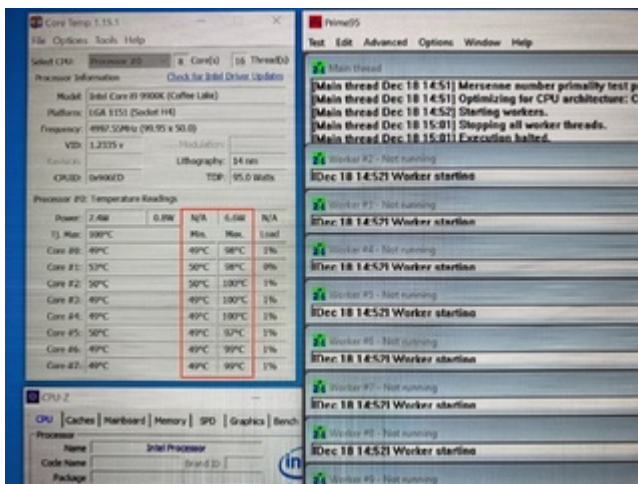 Core Temp 1.15.1
File Options Tools Help
Select CPU: Processor #0 8 Core(s) 16 Thread(s)
Processor Information Check for Intel Driver Updates
Model: Intel Core i9 9900K (Coffee Lake)
Platform: LGA 1151 (Socket H4)
Frequency: 4997.55MHz (99.95 x 50.0)
VID: 1.2335 v Modulation:
Revision: Lithography: 14 nm
CPUID: 0x906ED TDP: 95.0 Watts
Processor #0: Temperature Readings
Power: 7.4W 0.8W N/A 6.6W N/A
Tj. Max: 100°C Min. Max. Load
Core #0: 49°C 49°C 98°C 1%
Core #1: 53°C 50°C 98°C 0%
Core #2: 50°C 50°C 100°C 1%
Core #3: 49°C 49°C 100°C 1%
Core #4: 49°C 49°C 100°C 1%
Core #5: 50°C 49°C 97°C 1%
Core #6: 49°C 49°C 99°C 1%
Core #7: 49°C 49°C 99°C 1%
CPU-Z
CPU Caches Mainboard Memory SPD Graphics Bench
Processor
Name Intel Processor
Code Name Brand ID
Package
(in
Prime95
Test Edit Advanced Options Window Help
Main thread
[Main thread Dec 18 14:51] Mersenne number primality test p
[Main thread Dec 18 14:51] Optimizing for CPU architecture: C
[Main thread Dec 18 14:52] Starting workers.
[Main thread Dec 18 15:01] Stopping all worker threads.
[Main thread Dec 18 15:01] Execution halted.
Worker #2 - Not running
[Dec 18 14:52] Worker starting
Worker #3 - Not running
[Dec 18 14:52] Worker starting
Worker #4 - Not running
[Dec 18 14:52] Worker starting
Worker #5 - Not running
[Dec 18 14:52] Worker starting
Worker #6 - Not running
[Dec 18 14:52] Worker starting
Worker #7 - Not running
[Dec 18 14:52] Worker starting
Worker #8 - Not running
[Dec 18 14:52] Worker starting
Worker #9 - Not running